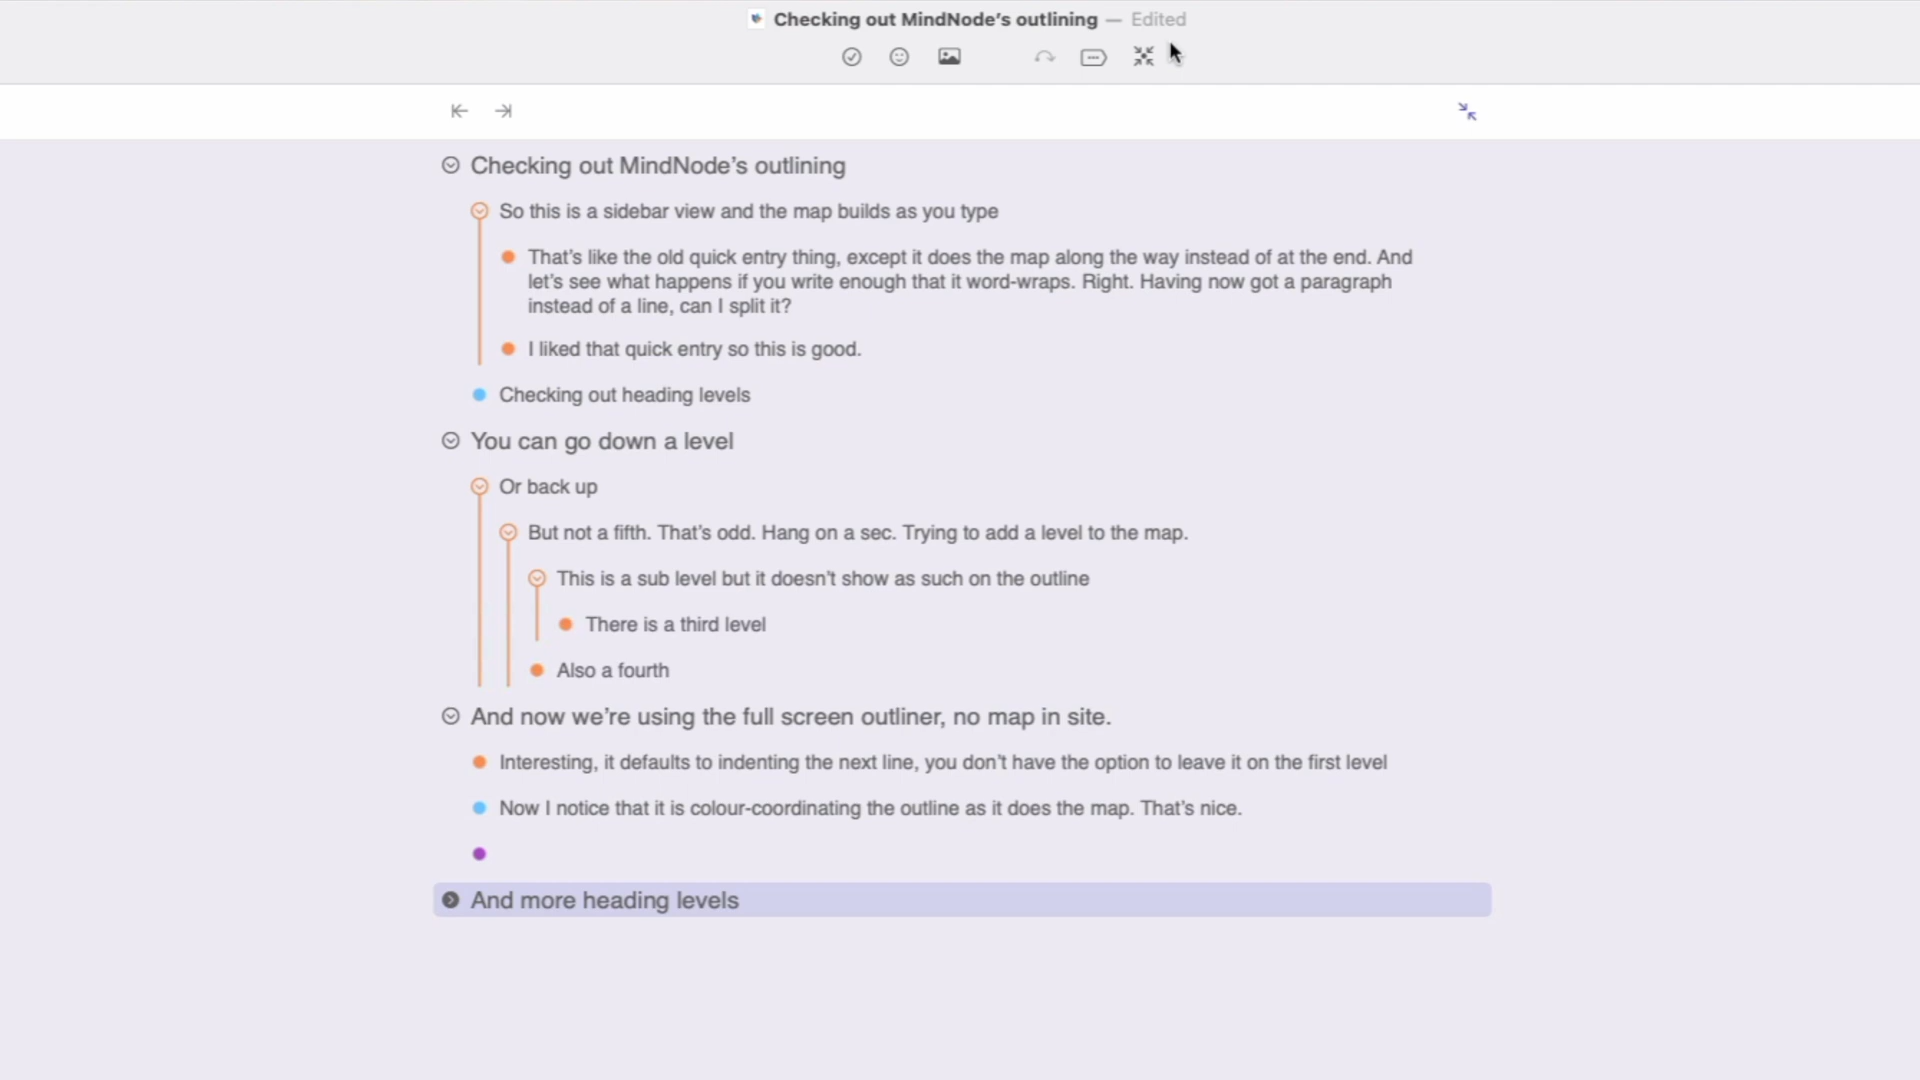 Checking out MindNode’s outlining — Edited
Checking out MindNode’s outlining
So this is a sidebar view and the map builds as you type
That’s like the old quick entry thing, except it does the map along the way instead of at the end. And
let’s see what happens if you write enough that it word-wraps. Right. Having now got a paragraph
instead of a line, can I split it?
I liked that quick entry so this is good.
Checking out heading levels
You can go down a level
Or back up
But not a fifth. That’s odd. Hang on a sec. Trying to add a level to the map.
This is a sub level but it doesn’t show as such on the outline
There is a third level
Also a fourth
And now we’re using the full screen outliner, no map in site.
Interesting, it defaults to indenting the next line, you don’t have the option to leave it on the first level
Now I notice that it is colour-coordinating the outline as it does the map. That’s nice.
And more heading levels